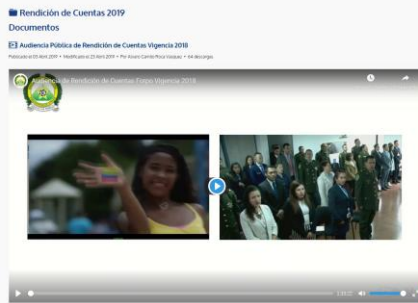 Rendición de Cuentas 2019
Documentos
Audiencia Pública de Rendición de Cuentas Vigencia 2018
Audiencia de Rendición de Cuentas Forpo Vigencia 2018